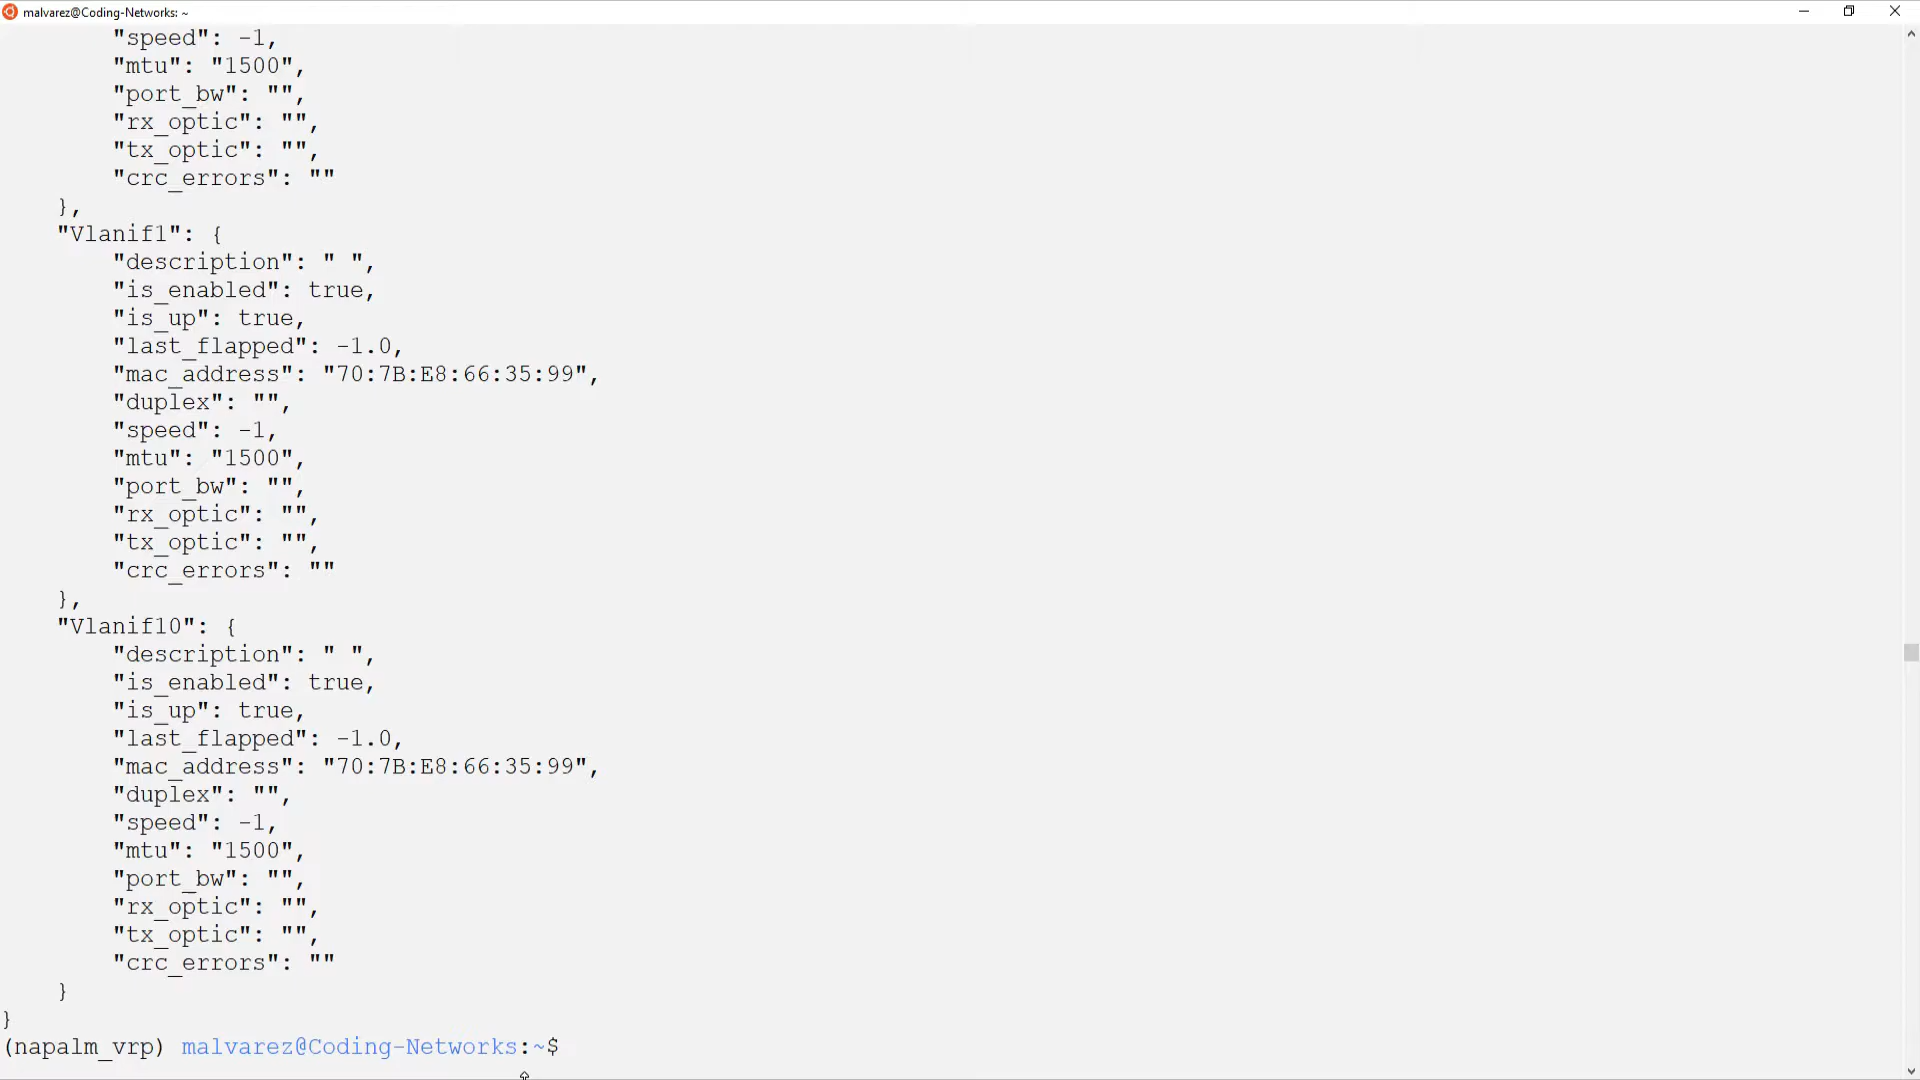 malvarez@Coding-Networks: ~
"speed": -1,
"mtu": "1500",
"port_bw": "",
"rx_optic": "",
"tx_optic": "",
"crc_errors": ""
},
"Vlanif1": {
"description": " ",
"is_enabled": true,
"is_up": true,
"last_flapped": -1.0,
"mac_address": "70:7B:E8:66:35:99",
"duplex": "",
"speed": -1,
"mtu": "1500",
"port_bw": "",
"rx_optic": "",
"tx_optic": "",
"crc_errors": ""
},
"Vlanif10": {
"description": " ",
"is_enabled": true,
"is_up": true,
"last_flapped": -1.0,
"mac_address": "70:7B:E8:66:35:99",
"duplex": "",
"speed": -1,
"mtu": "1500",
"port_bw": "",
"rx_optic": "",
"tx_optic": "",
"crc_errors": ""
}
}
(napalm_vrp) malvarez@Coding-Networks:~$